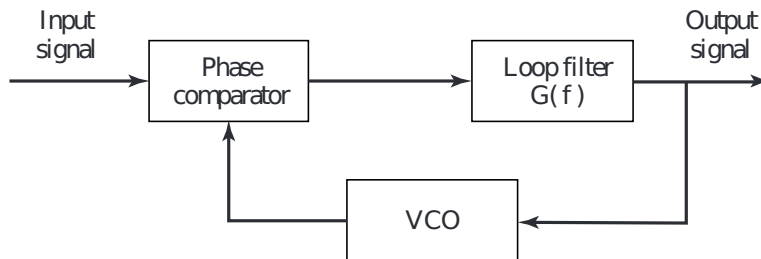 Input
signal
Phase
comparator
Loop filter
G(f)
Output
signal
VCO